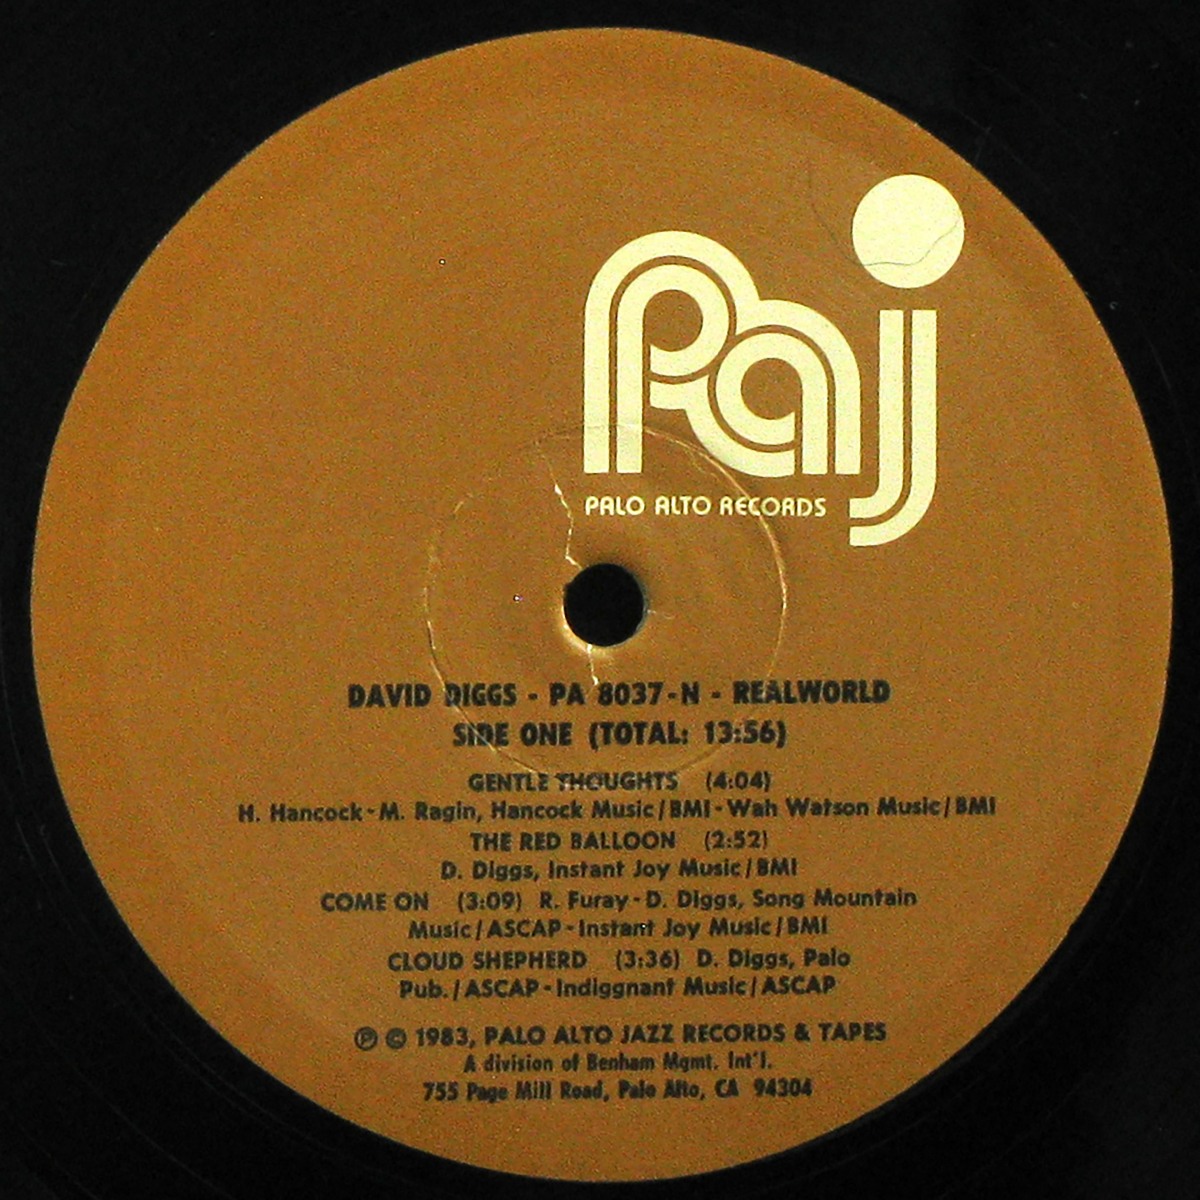 Paj
PALO ALTO RECORDS
DAVID DIGGS - PA 8037-N - REALWORLD
SIDE ONE (TOTAL: 13:56)
GENTLE THOUGHTS (4:04)
H. Hancock-M. Ragin, Hancock Music/BMI-Wah Watson Music/BMI
THE RED BALLOON (2:52)
D. Diggs, Instant Joy Music/BMI
COME ON (3:09) R. Furay-D. Diggs, Song Mountain
Music/ASCAP-Instant Joy Music/BMI
CLOUD SHEPHERD (3:36) D. Diggs, Palo
Pub./ASCAP-Indiggnant Music/ASCAP
℗ © 1983, PALO ALTO JAZZ RECORDS & TAPES
A division of Benham Mgmt. Int'l.
755 Page Mill Road, Palo Alto, CA 94304